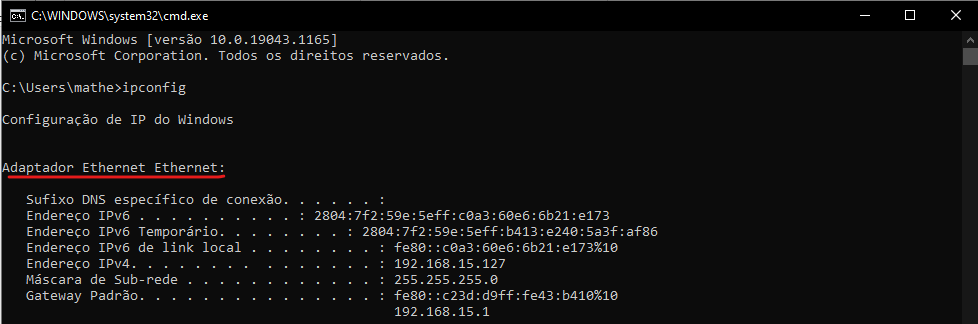 C:\WINDOWS\system32\cmd.exe
Microsoft Windows [versão 10.0.19043.1165]
(c) Microsoft Corporation. Todos os direitos reservados.
C:\Users\mathe>ipconfig
Configuração de IP do Windows
Adaptador Ethernet Ethernet:
Sufixo DNS específico de conexão. . . . . . :
Endereço IPv6 . . . . . . . . . . : 2804:7f2:59e:5eff:c0a3:60e6:6b21:e173
Endereço IPv6 Temporário. . . . . . . . : 2804:7f2:59e:5eff:b413:e240:5a3f:af86
Endereço IPv6 de link local . . . . . . . . : fe80::c0a3:60e6:6b21:e173%10
Endereço IPv4. . . . . . . . . . . . . . . : 192.168.15.127
Máscara de Sub-rede . . . . . . . . . . . . : 255.255.255.0
Gateway Padrão. . . . . . . . . . . . . . . : fe80::c23d:d9ff:fe43:b410%10
192.168.15.1